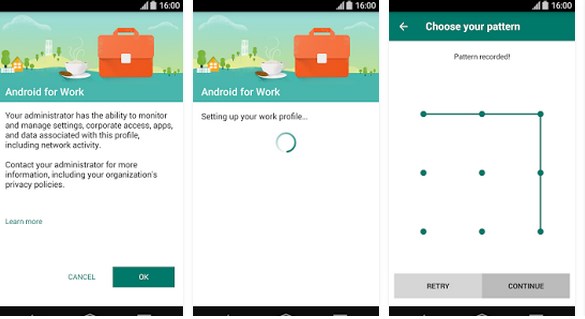 16:00
Android for Work
Your administrator has the ability to monitor
and manage settings, corporate access, apps,
and data associated with this profile,
including network activity.
Contact your administrator for more
information, including your organization's
privacy policies.
Learn more
CANCEL
OK
16:00
Android for Work
Setting up your work profile...
16:00
Choose your pattern
Pattern recorded!
RETRY
CONTINUE